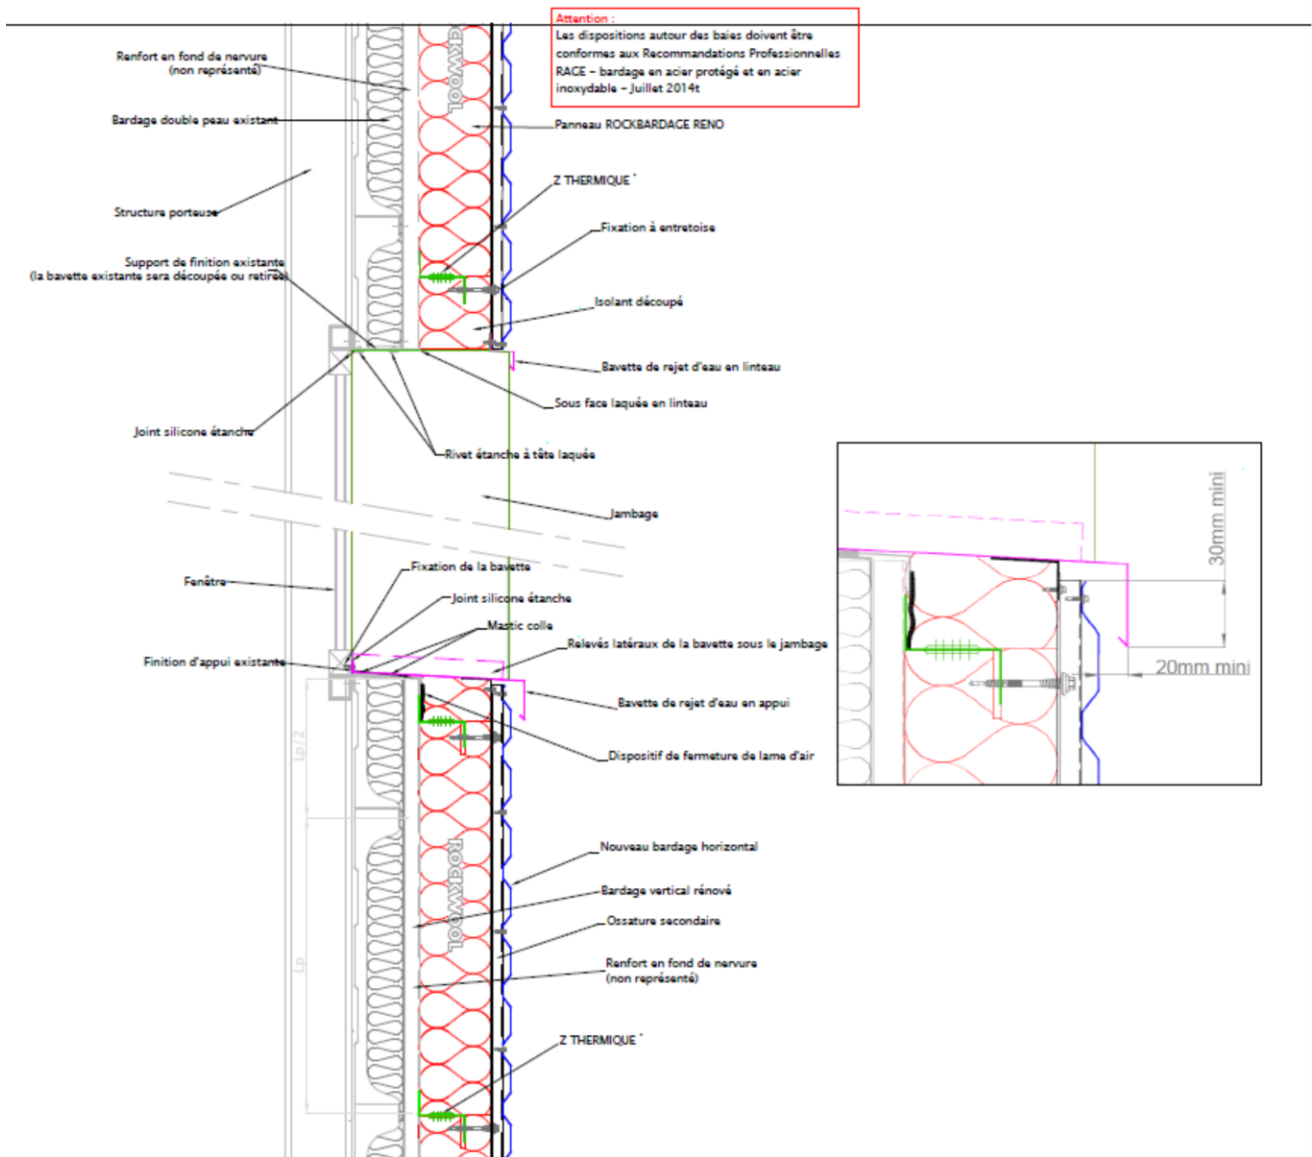 Attention :
Les dispositions autour des baies doivent être
conformes aux Recommandations Professionnelles
RAGE – bardage en acier protégé et en acier
inoxydable – Juillet 2014t
Renfort en fond de nervure
(non représenté)
Bardage double peau existant
Structure porteuse
Support de finition existante
(la bavette existante sera découpée ou retirée)
ROCKWOOL
Panneau ROCKBARDAGE RENO
Z THERMIQUE *
Fixation à entretoise
Isolant découpé
Bavette de rejet d'eau en linteau
Sous face laquée en linteau
Joint silicone étanche
Rivet étanche à tête laquée
Jambage
Fixation de la bavette
Fenêtre
Joint silicone étanche
Mastic colle
Relevés latéraux de la bavette sous le jambage
Finition d'appui existante
Bavette de rejet d'eau en appui
Dispositif de fermeture de lame d'air
30mm mini
20mm mini
Lp/2
Nouveau bardage horizontal
Bardage vertical rénové
ROCKWOOL
Ossature secondaire
Lp
Renfort en fond de nervure
(non représenté)
Z THERMIQUE *